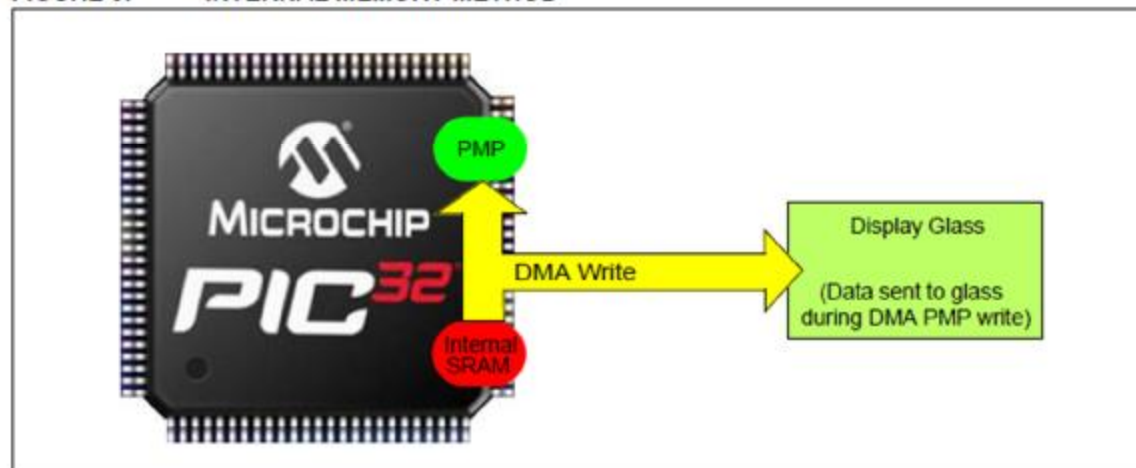 PMP
MICROCHIP
PIC32
DMA Write
Internal
SRAM
Display Glass
(Data sent to glass
during DMA PMP write)